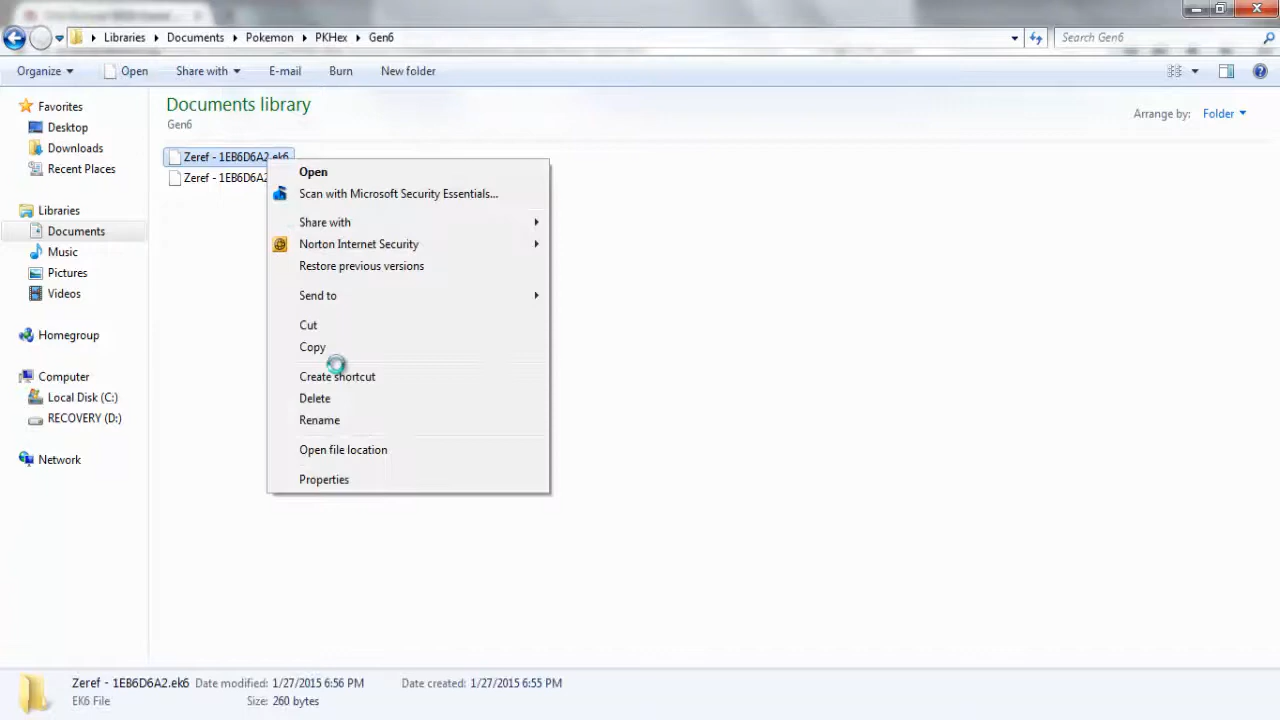 Libraries Documents Pokemon PKHex Gen6 Search Gen6
Organize Open Share with E-mail Burn New folder
Favorites
Desktop
Downloads
Recent Places
Libraries
Documents
Music
Pictures
Videos
Homegroup
Computer
Local Disk (C:)
RECOVERY (D:)
Network
Documents library
Gen6
Arrange by: Folder
Zeref - 1EB6D6A2.ek6
Zeref - 1EB6D6A2
Open
Scan with Microsoft Security Essentials...
Share with
Norton Internet Security
Restore previous versions
Send to
Cut
Copy
Create shortcut
Delete
Rename
Open file location
Properties
Zeref - 1EB6D6A2.ek6 Date modified: 1/27/2015 6:56 PM Date created: 1/27/2015 6:55 PM
EK6 File Size: 260 bytes